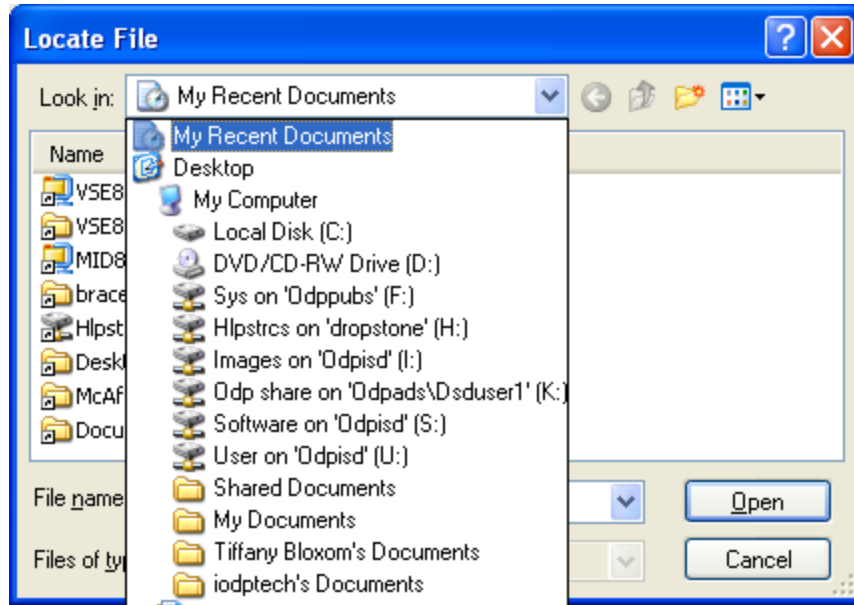 Locate File
Look in: My Recent Documents
My Recent Documents
Name
Desktop
VSE8
My Computer
VSE8
Local Disk (C:)
MID8
DVD/CD-RW Drive (D:)
brace
Sys on 'Odppubs' (F:)
Hlpst
Hlpstrcs on 'dropstone' (H:)
Deskt
Images on 'Odpisd' (I:)
McAf
Odp share on 'Odpads\Dsduser1' (K:)
Docu
Software on 'Odpisd' (S:)
User on 'Odpisd' (U:)
Shared Documents
File name
Open
My Documents
Tiffany Bloxom's Documents
Files of ty
Cancel
iodptech's Documents